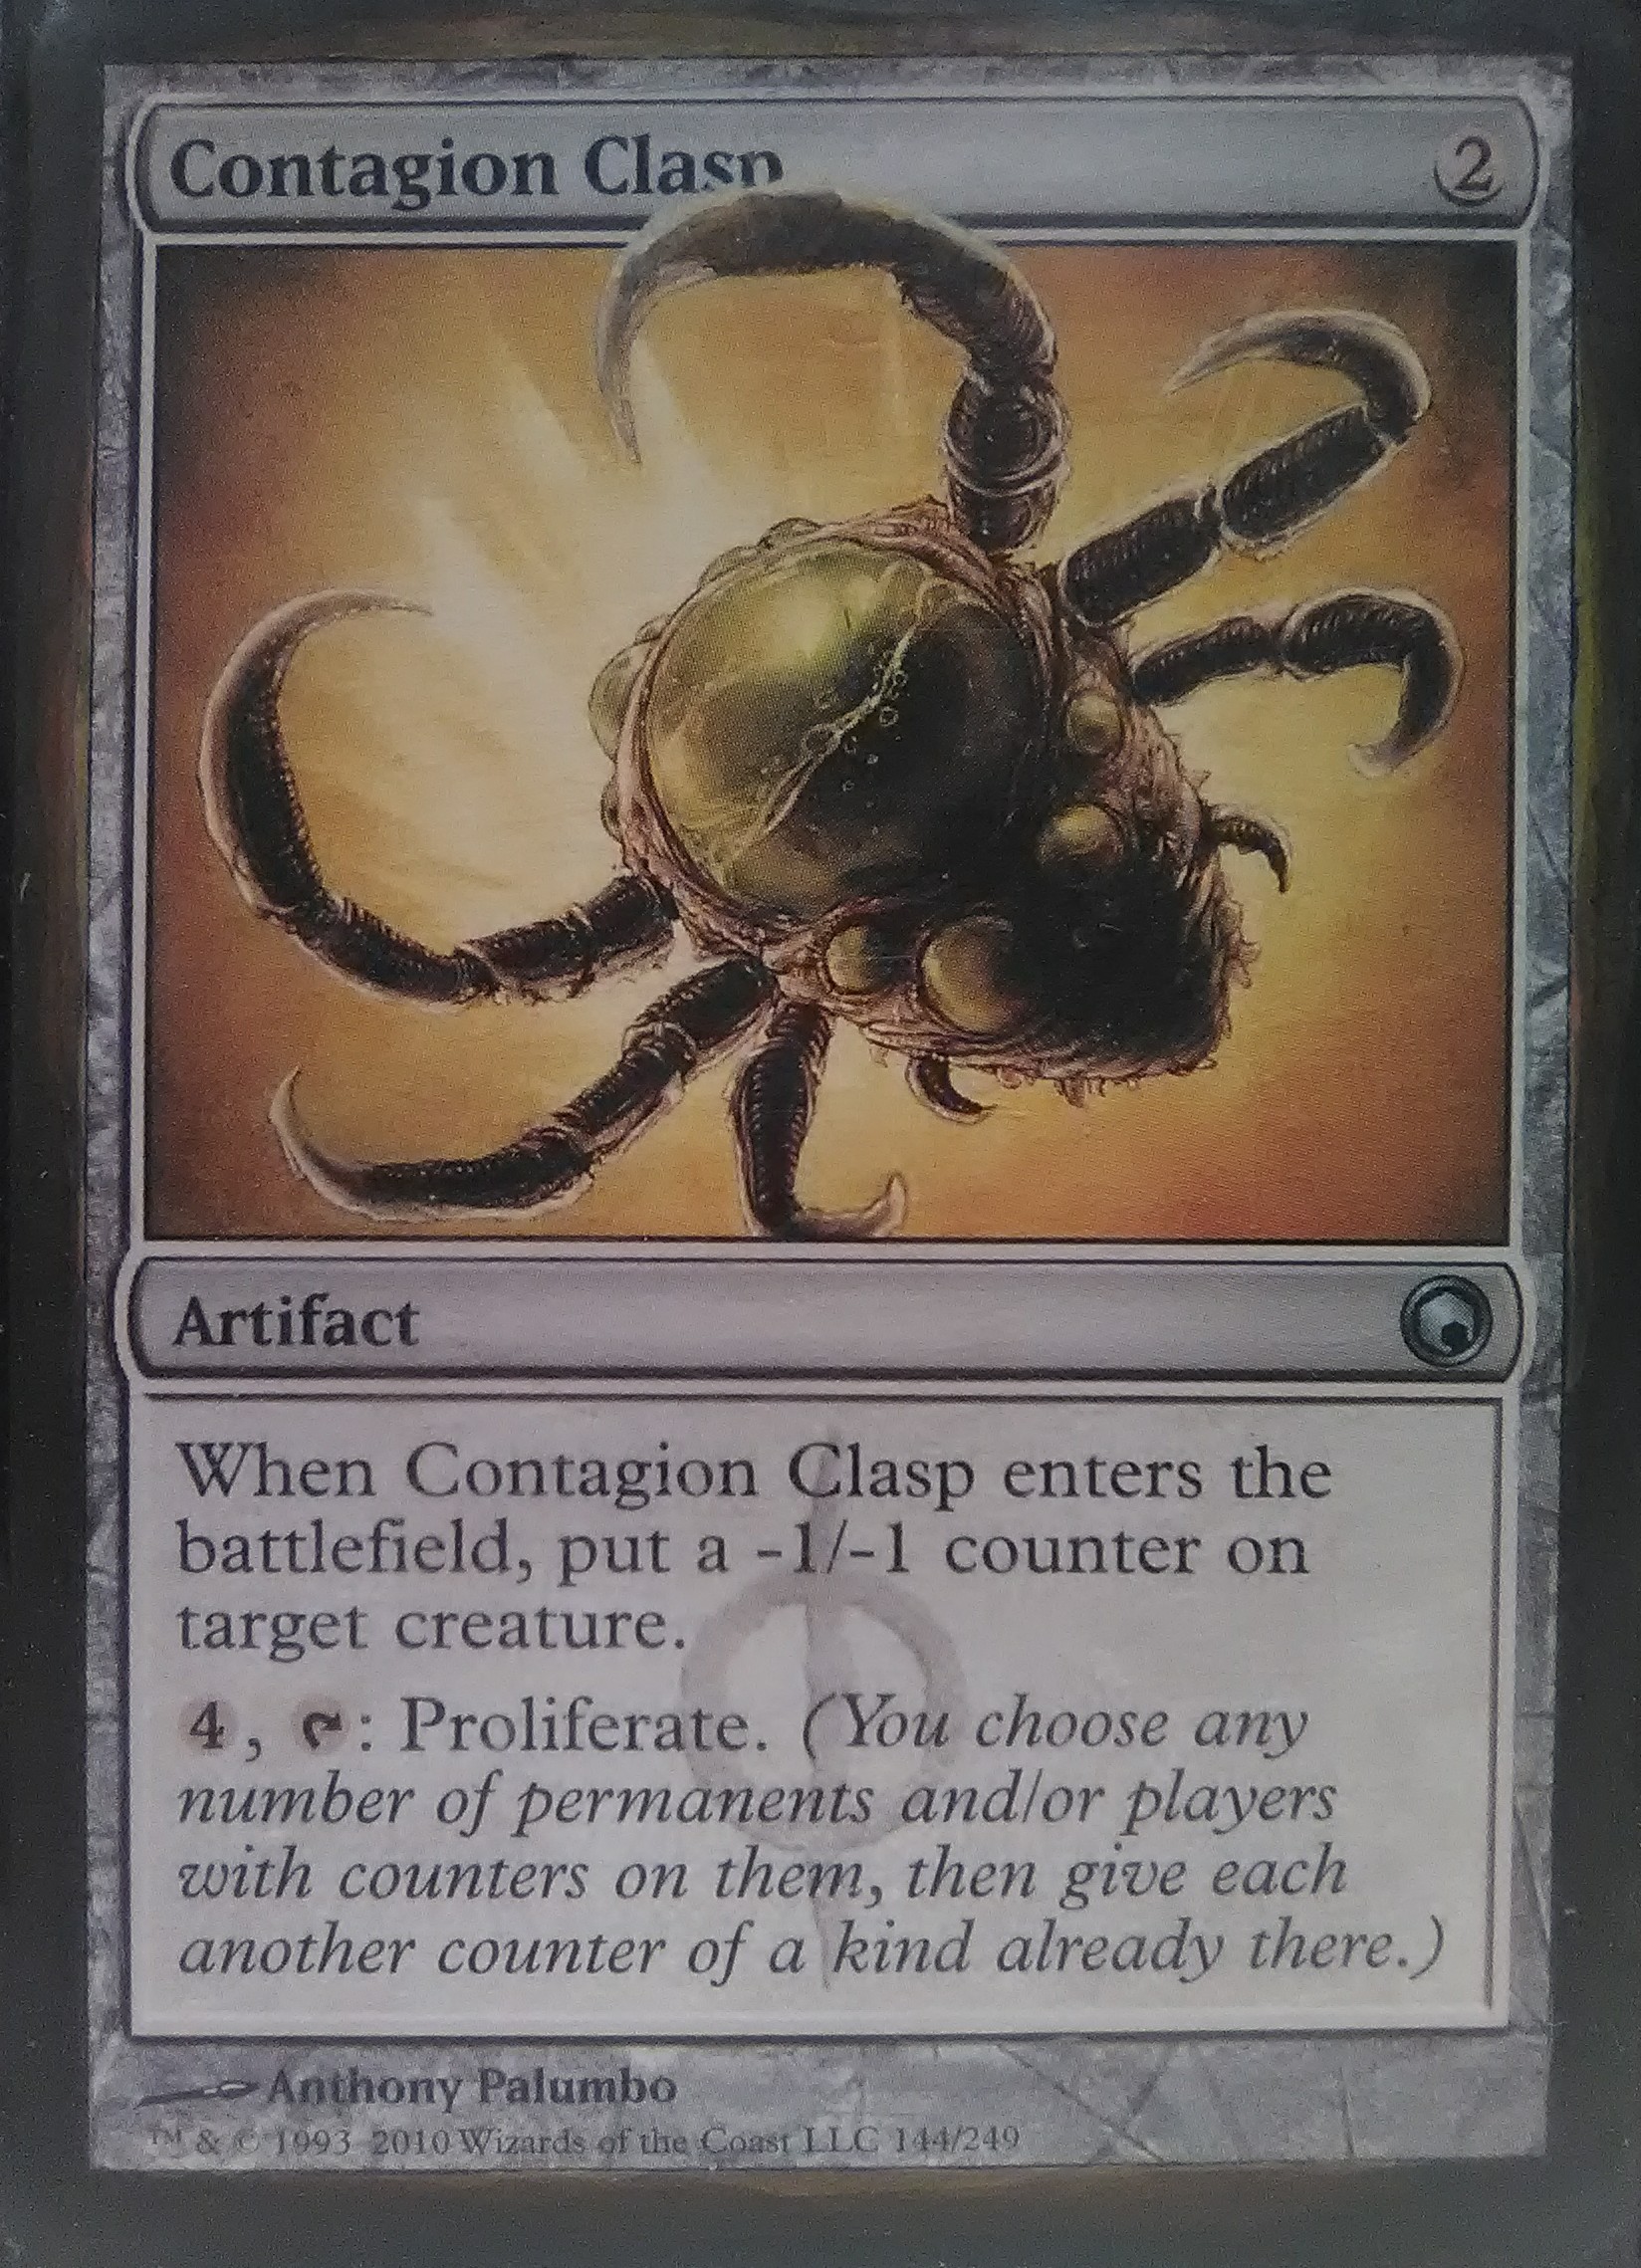 Contagion Clasp 2
Artifact
When Contagion Clasp enters the
battlefield, put a -1/-1 counter on
target creature.
4, : Proliferate. (You choose any
number of permanents and/or players
with counters on them, then give each
another counter of a kind already there.)
Anthony Palumbo
™ & © 1993 2010 Wizards of the Coast LLC 144/249